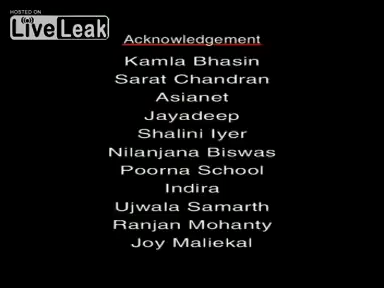 HOSTED ON
LiveLeak
Acknowledgement
Kamla Bhasin
Sarat Chandran
Asianet
Jayadeep
Shalini Iyer
Nilanjana Biswas
Poorna School
Indira
Ujwala Samarth
Ranjan Mohanty
Joy Maliekal